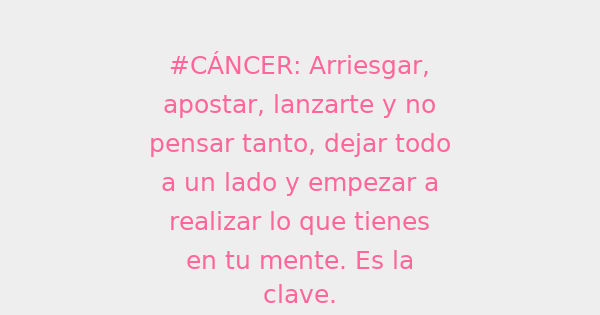 #CÁNCER: Arriesgar,
apostar, lanzarte y no
pensar tanto, dejar todo
a un lado y empezar a
realizar lo que tienes
en tu mente. Es la
clave.